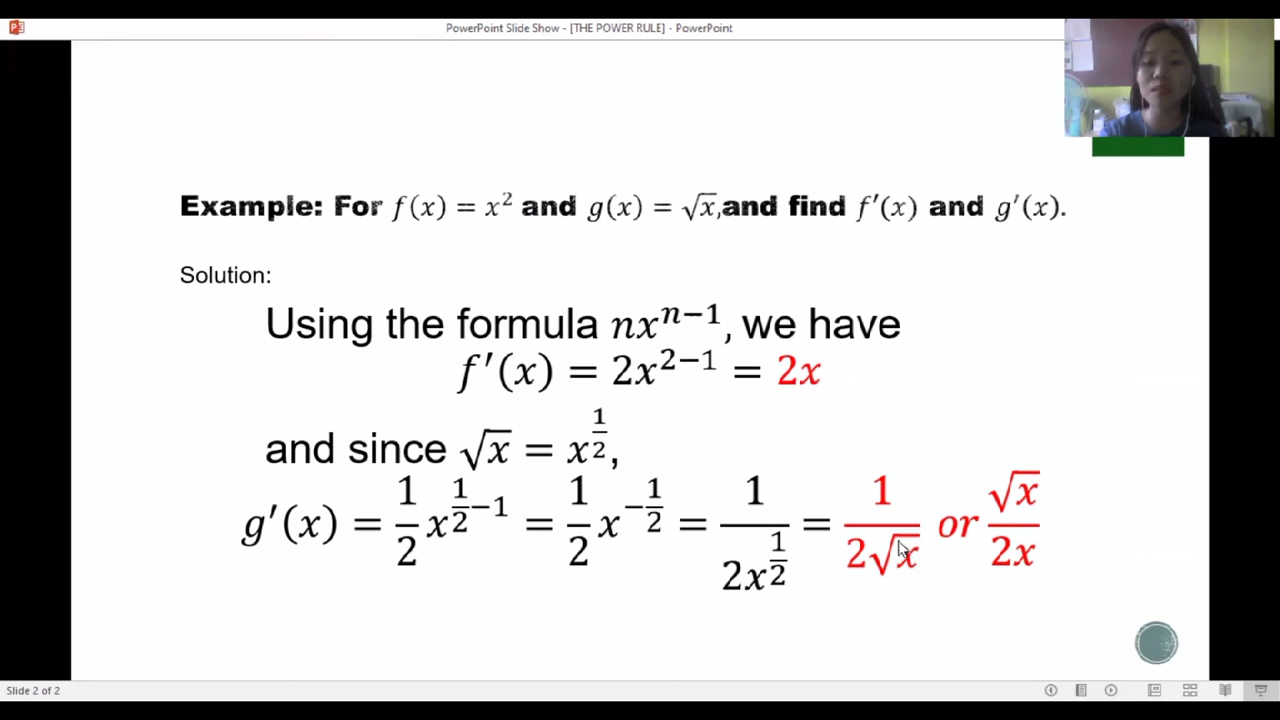 PowerPoint Slide Show - [THE POWER RULE] - PowerPoint
Example: For f(x) = x² and g(x) = √x,and find f′(x) and g′(x).
Solution:
Using the formula nxⁿ⁻¹, we have
f′(x) = 2x²⁻¹ = 2x
and since √x = x^(1/2),
g′(x) = 1/2 x^(1/2 −1) = 1/2 x^(−1/2) = 1/(2x^(1/2)) = 1/(2√x) or √x/(2x)
Slide 2 of 2